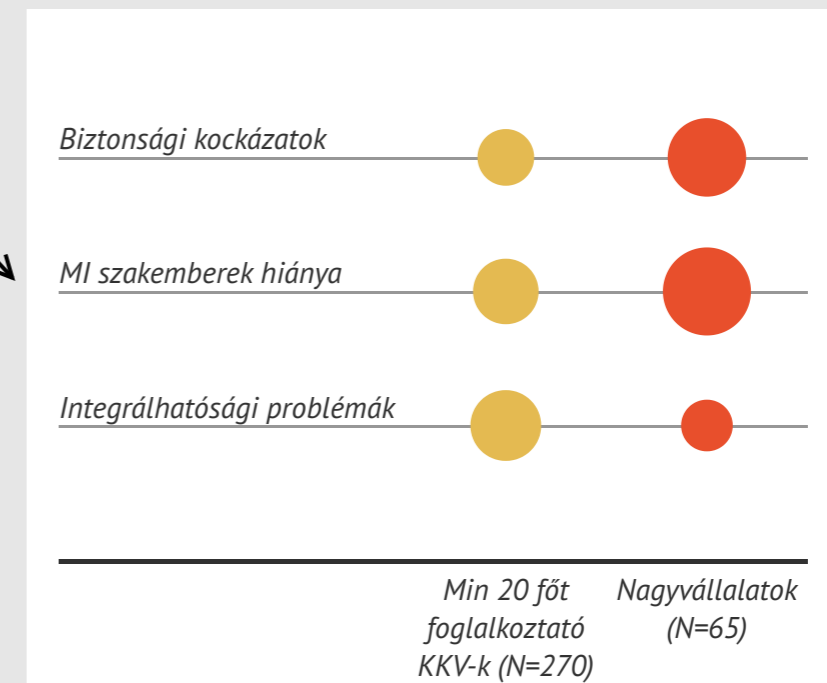 Biztonsági kockázatok
MI szakemberek hiánya
Integrálhatósági problémák
Min 20 főt
foglalkoztató
KKV-k (N=270)
Nagyvállalatok
(N=65)